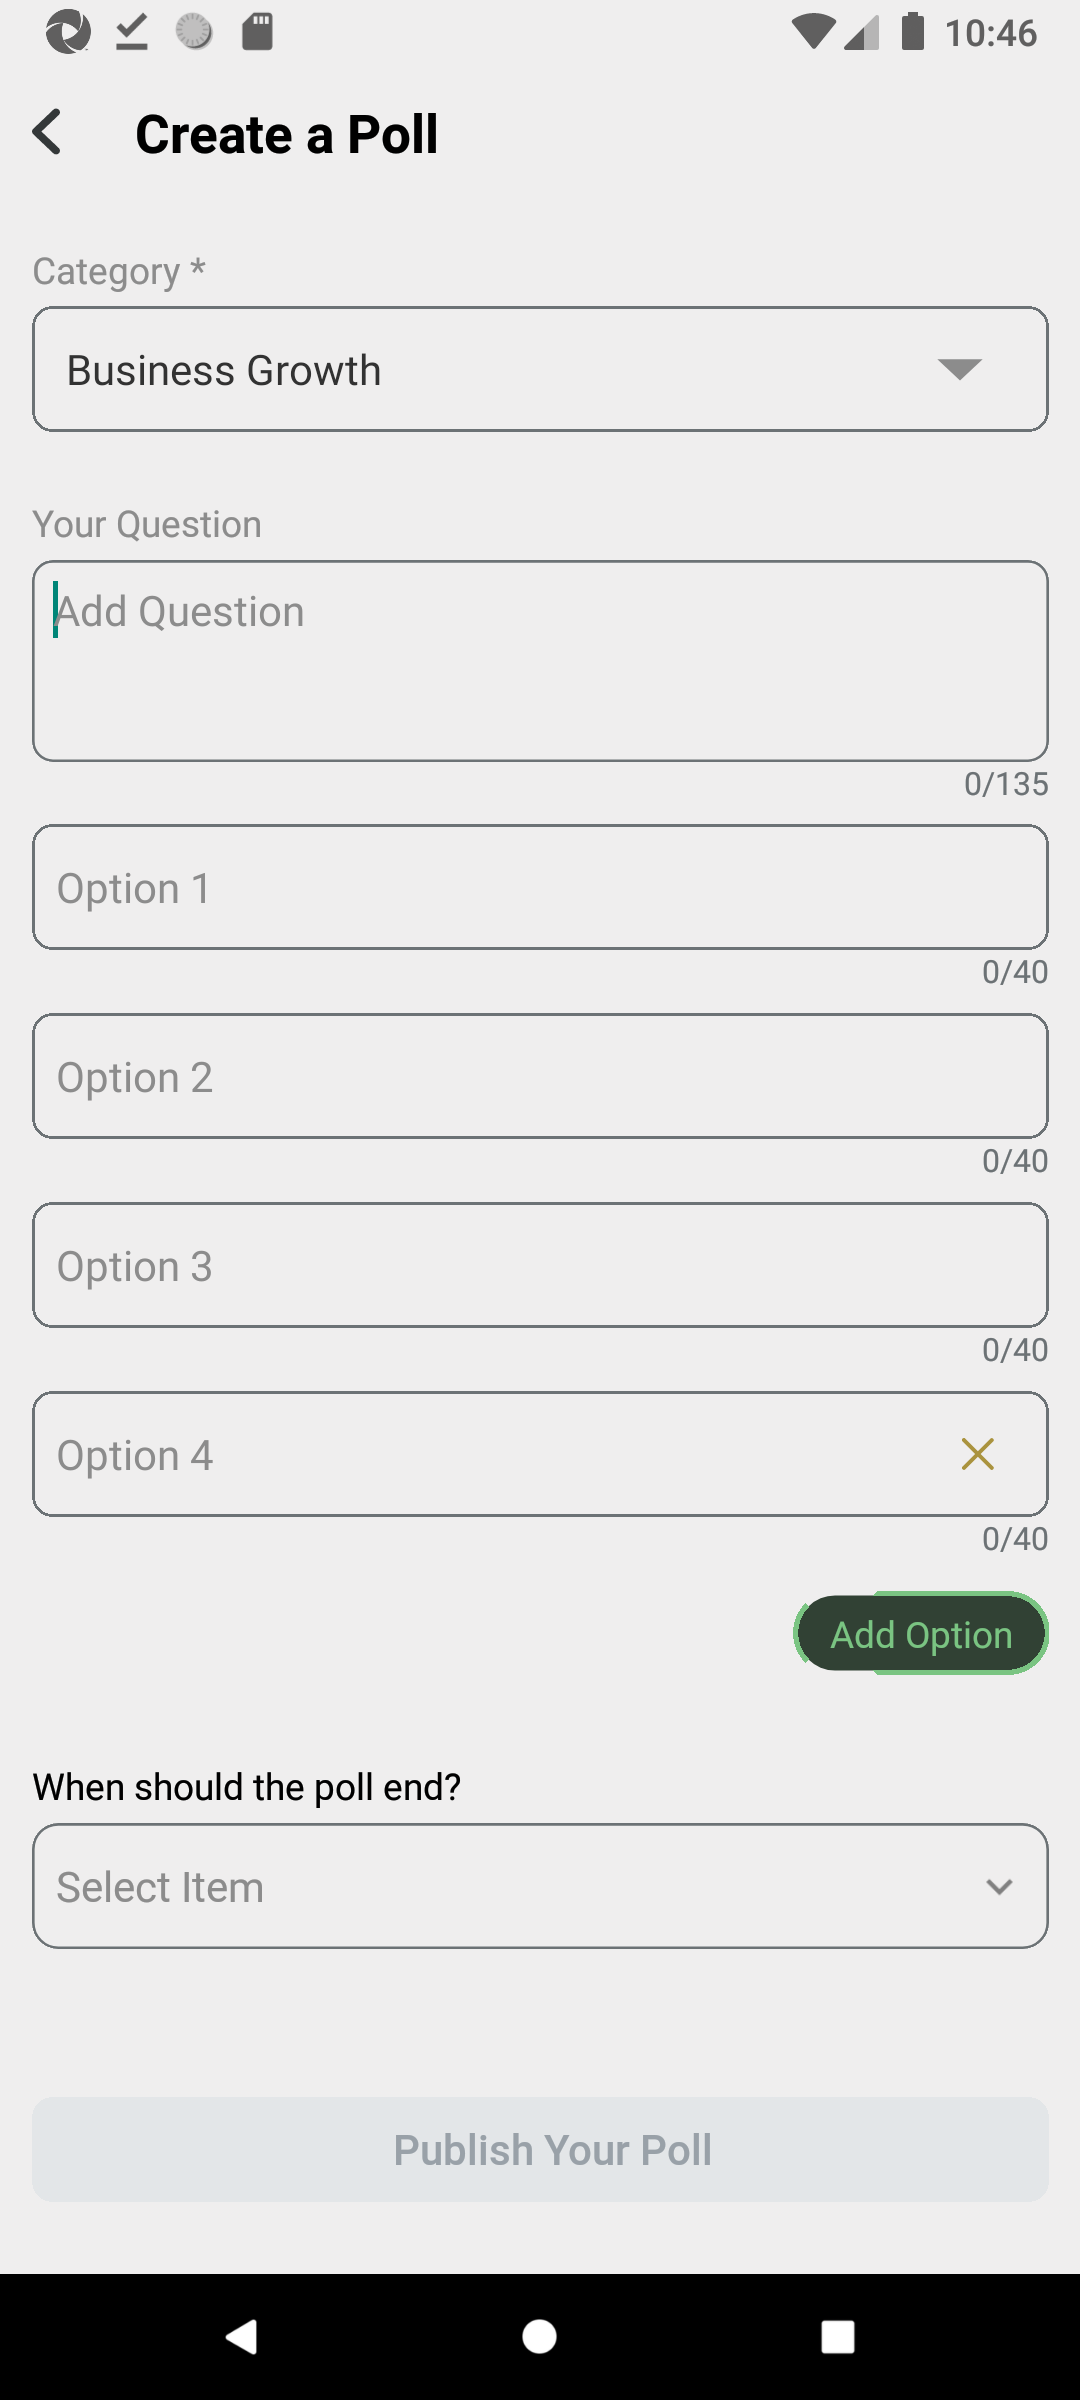 10:46
Create a Poll
Category *
Business Growth
Your Question
Add Question
0/135
Option 1
0/40
Option 2
0/40
Option 3
0/40
Option 4
0/40
Add Option
When should the poll end?
Select Item
Publish Your Poll